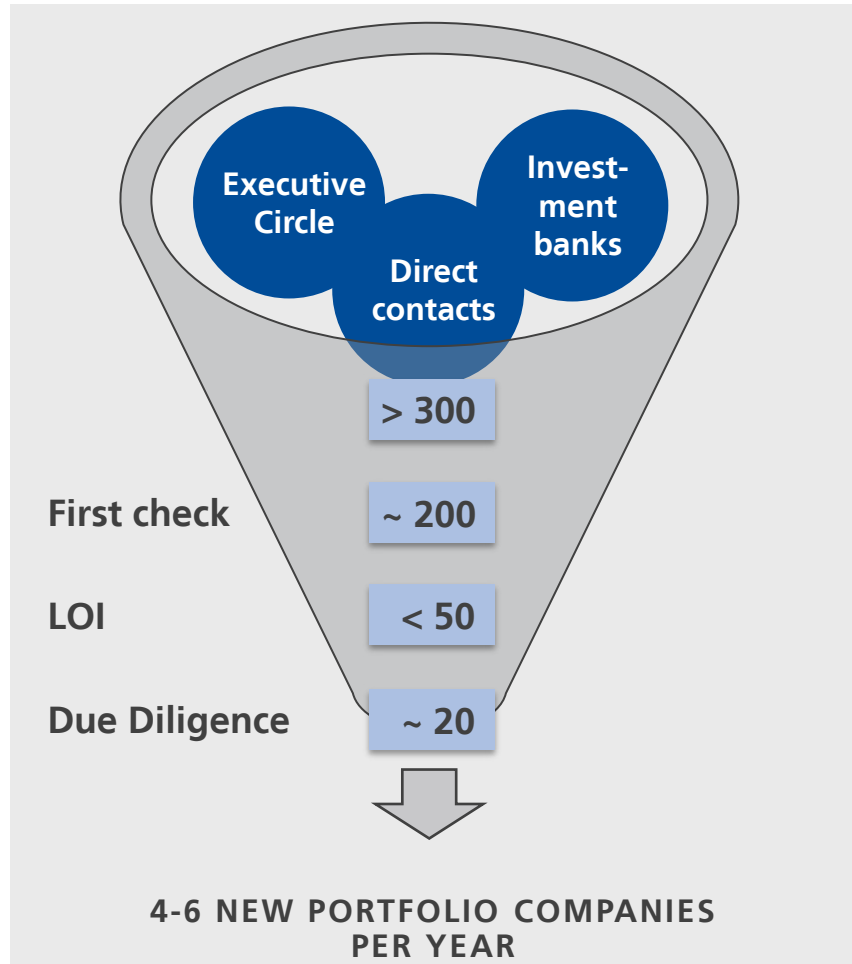 Executive
Circle
Invest-
ment
banks
Direct
contacts
> 300
First check
~ 200
LOI
< 50
Due Diligence
~ 20
4-6 NEW PORTFOLIO COMPANIES
PER YEAR